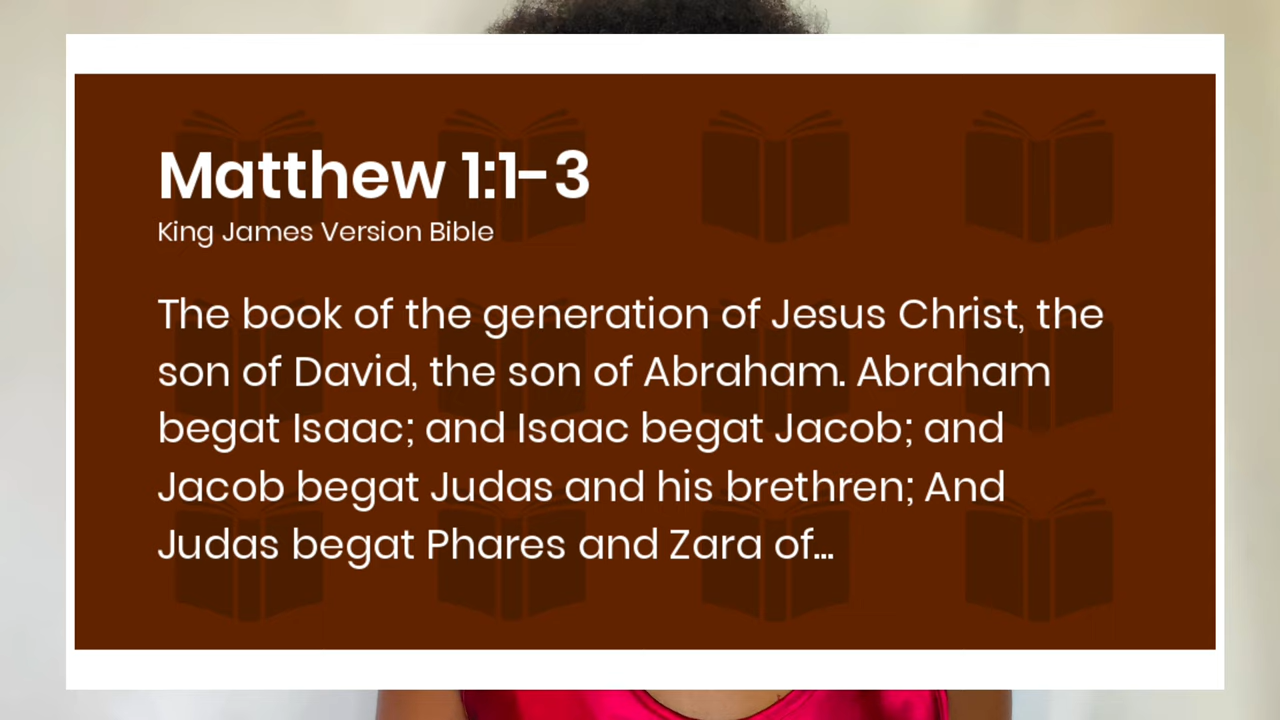 Matthew 1:1-3
King James Version Bible
The book of the generation of Jesus Christ, the
son of David, the son of Abraham. Abraham
begat Isaac; and Isaac begat Jacob; and
Jacob begat Judas and his brethren; And
Judas begat Phares and Zara of...